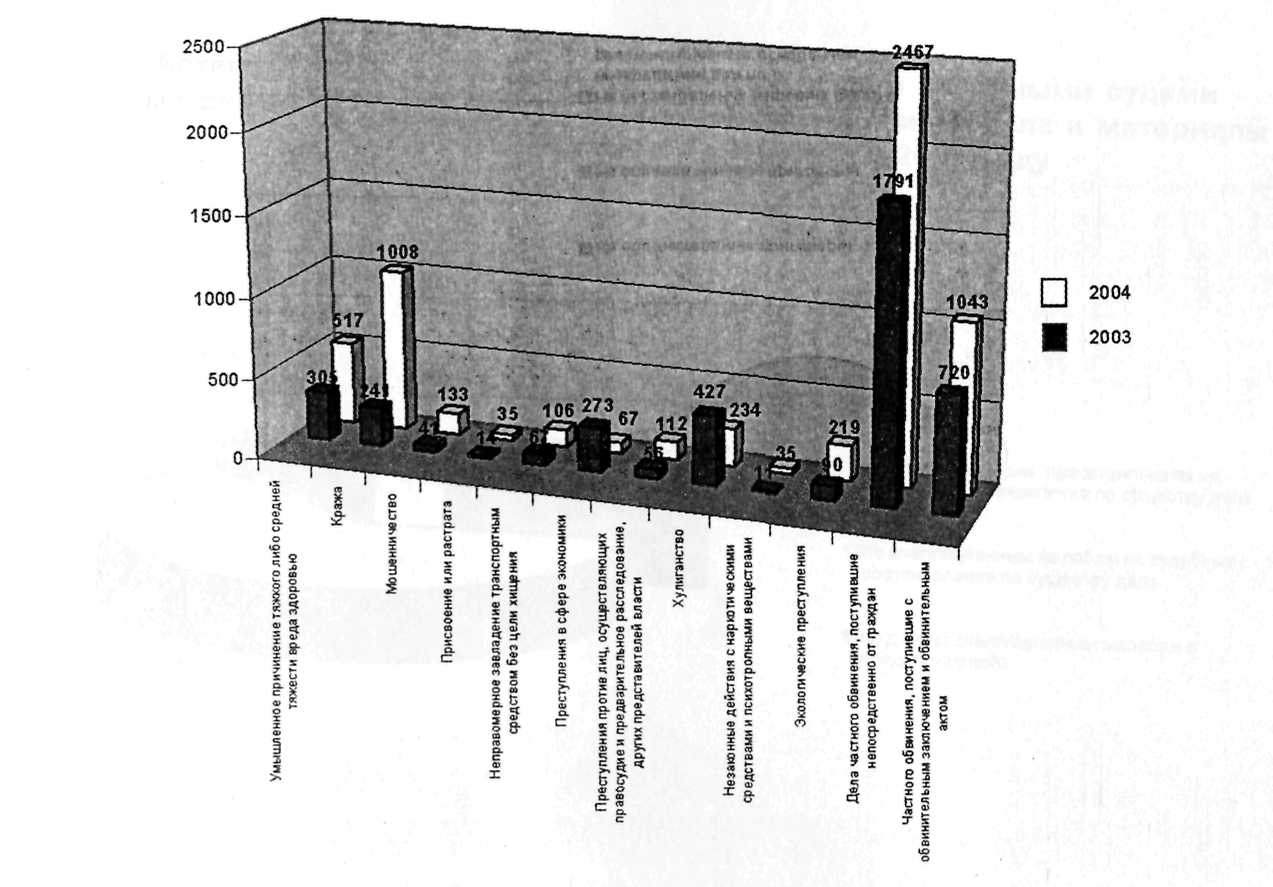 2500
2000
1500
1000
500
0
305
517
241
1008
133
14
35
106
273
67
56
112
427
234
11
35
90
219
1791
2467
720
1043
2004
2003
Умышленное причинение тяжкого либо средней
тяжести вреда здоровью
Кража
Мошенничество
Присвоение или растрата
Неправомерное завладение транспортным
средством без цели хищения
Преступления в сфере экономики
Преступления против лиц, осуществляющих
правосудие и предварительное расследование,
других представителей власти
Хулиганство
Незаконные действия с наркотическими
средствами и психотропными веществами
Экологические преступления
Дела частного обвинения, поступившие
непосредственно от граждан
Частного обвинения, поступившие с
обвинительным заключением и обвинительным
актом